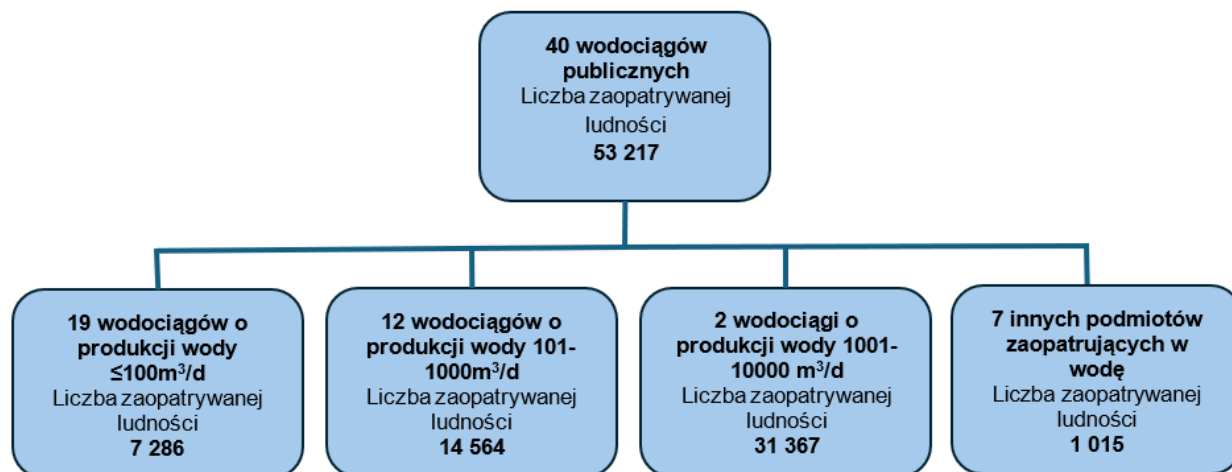 40 wodociągów
publicznych
Liczba zaopatrywanej
ludności
53 217
19 wodociągów o
produkcji wody
≤100m³/d
Liczba zaopatrywanej
ludności
7 286
12 wodociągów o
produkcji wody 101-
1000m³/d
Liczba zaopatrywanej
ludności
14 564
2 wodociągi o
produkcji wody 1001-
10000 m³/d
Liczba zaopatrywanej
ludności
31 367
7 innych podmiotów
zaopatrujących w
wodę
Liczba zaopatrywanej
ludności
1 015